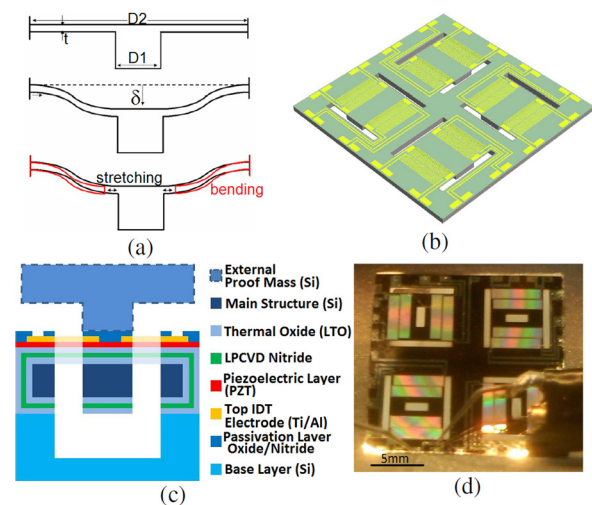 D2
t
D1
δ
stretching
bending
(a)
(b)
External
Proof Mass (Si)
Main Structure (Si)
Thermal Oxide (LTO)
LPCVD Nitride
Piezoelectric Layer
(PZT)
Top IDT
Electrode (Ti/Al)
Passivation Layer
Oxide/Nitride
Base Layer (Si)
(c)
5mm
(d)